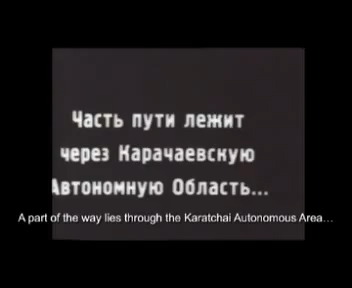 Часть пути лежит
через Карачаевскую
Автономную Область...
A part of the way lies through the Karatchai Autonomous Area...